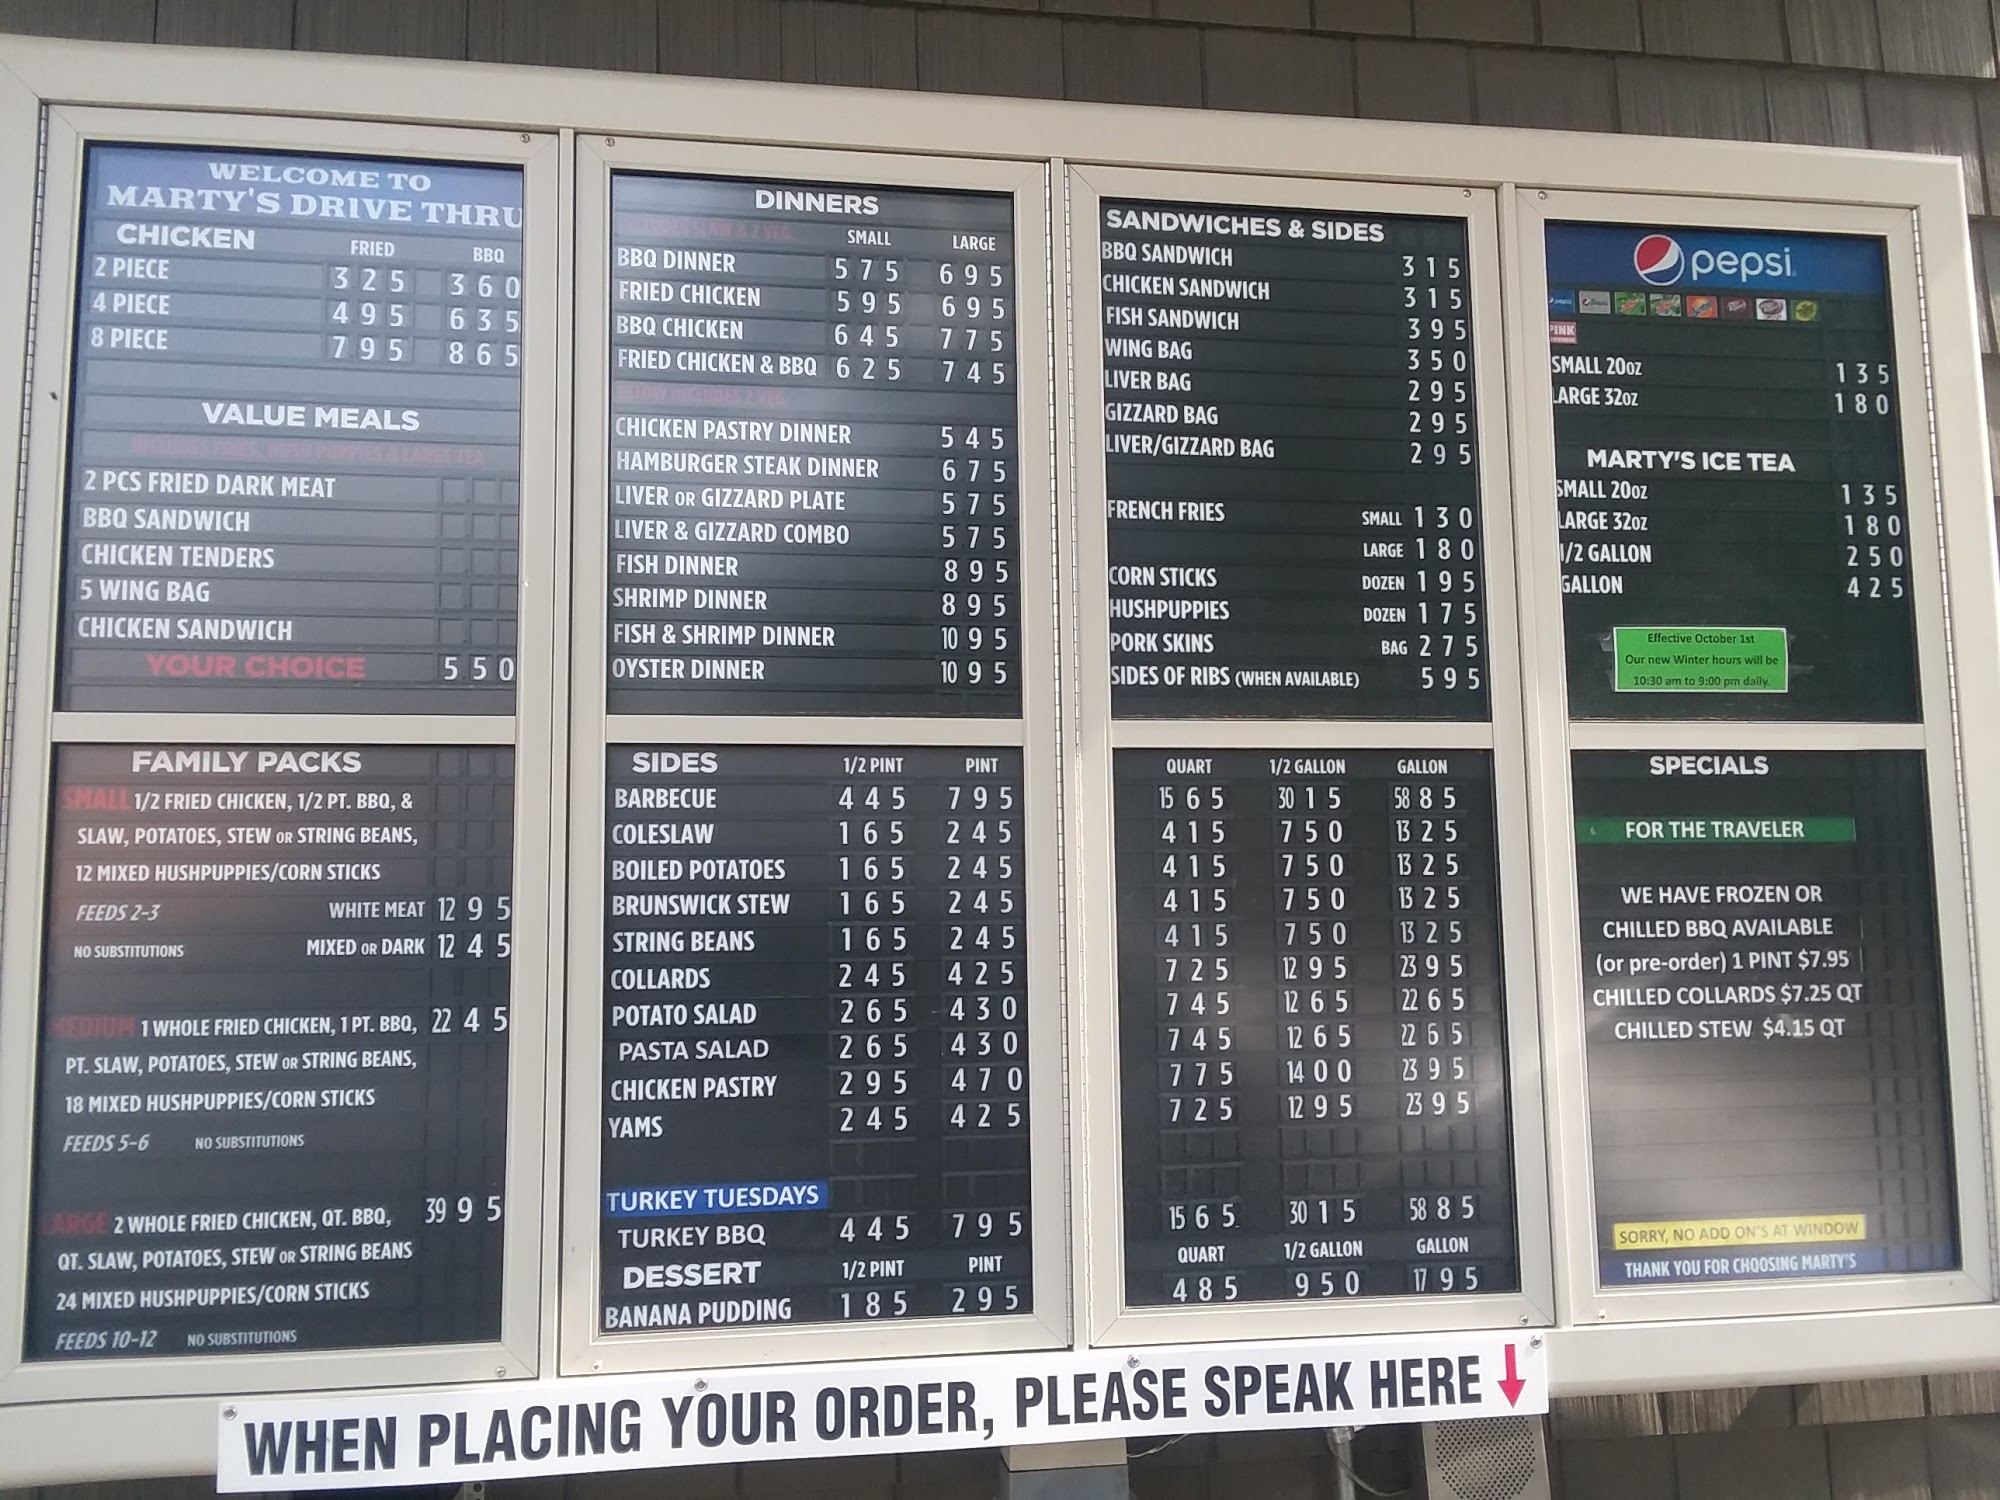 WELCOME TO
MARTY'S DRIVE THRU
CHICKEN FRIED BBQ
2 PIECE 3 2 5 3 6 0
4 PIECE 4 9 5 6 3 5
8 PIECE 7 9 5 8 6 5
VALUE MEALS
2 PCS FRIED DARK MEAT
BBQ SANDWICH
CHICKEN TENDERS
5 WING BAG
CHICKEN SANDWICH
YOUR CHOICE 5 5 0
FAMILY PACKS
SMALL 1/2 FRIED CHICKEN, 1/2 PT. BBQ, &
SLAW, POTATOES, STEW OR STRING BEANS,
12 MIXED HUSHPUPPIES/CORN STICKS
FEEDS 2-3 WHITE MEAT 12 9 5
NO SUBSTITUTIONS MIXED OR DARK 12 4 5
MEDIUM 1 WHOLE FRIED CHICKEN, 1 PT. BBQ, 22 4 5
PT. SLAW, POTATOES, STEW OR STRING BEANS,
18 MIXED HUSHPUPPIES/CORN STICKS
FEEDS 5-6 NO SUBSTITUTIONS
LARGE 2 WHOLE FRIED CHICKEN, QT. BBQ, 39 9 5
QT. SLAW, POTATOES, STEW OR STRING BEANS
24 MIXED HUSHPUPPIES/CORN STICKS
FEEDS 10-12 NO SUBSTITUTIONS
DINNERS
INCLUDES SLAW & 2 VEG.
SMALL LARGE
BBQ DINNER 5 7 5 6 9 5
FRIED CHICKEN 5 9 5 6 9 5
BBQ CHICKEN 6 4 5 7 7 5
FRIED CHICKEN & BBQ 6 2 5 7 4 5
BELOW INCLUDES 2 VEG.
CHICKEN PASTRY DINNER 5 4 5
HAMBURGER STEAK DINNER 6 7 5
LIVER OR GIZZARD PLATE 5 7 5
LIVER & GIZZARD COMBO 5 7 5
FISH DINNER 8 9 5
SHRIMP DINNER 8 9 5
FISH & SHRIMP DINNER 10 9 5
OYSTER DINNER 10 9 5
SANDWICHES & SIDES
BBQ SANDWICH 3 1 5
CHICKEN SANDWICH 3 1 5
FISH SANDWICH 3 9 5
WING BAG 3 5 0
LIVER BAG 2 9 5
GIZZARD BAG 2 9 5
LIVER/GIZZARD BAG 2 9 5
FRENCH FRIES SMALL 1 3 0
LARGE 1 8 0
CORN STICKS DOZEN 1 9 5
HUSHPUPPIES DOZEN 1 7 5
PORK SKINS BAG 2 7 5
SIDES OF RIBS (WHEN AVAILABLE) 5 9 5
SIDES 1/2 PINT PINT QUART 1/2 GALLON GALLON
BARBECUE 4 4 5 7 9 5 15 6 5 30 1 5 58 8 5
COLESLAW 1 6 5 2 4 5 4 1 5 7 5 0 13 2 5
BOILED POTATOES 1 6 5 2 4 5 4 1 5 7 5 0 13 2 5
BRUNSWICK STEW 1 6 5 2 4 5 4 1 5 7 5 0 13 2 5
STRING BEANS 1 6 5 2 4 5 4 1 5 7 5 0 13 2 5
COLLARDS 2 4 5 4 2 5 7 2 5 12 9 5 23 9 5
POTATO SALAD 2 6 5 4 3 0 7 4 5 12 6 5 22 6 5
PASTA SALAD 2 6 5 4 3 0 7 4 5 12 6 5 22 6 5
CHICKEN PASTRY 2 9 5 4 7 0 7 7 5 14 0 0 23 9 5
YAMS 2 4 5 4 2 5 7 2 5 12 9 5 23 9 5
TURKEY TUESDAYS
TURKEY BBQ 4 4 5 7 9 5 15 6 5 30 1 5 58 8 5
DESSERT 1/2 PINT PINT QUART 1/2 GALLON GALLON
BANANA PUDDING 1 8 5 2 9 5 4 8 5 9 5 0 17 9 5
pepsi
PINK
SMALL 20OZ 1 3 5
LARGE 32OZ 1 8 0
MARTY'S ICE TEA
SMALL 20OZ 1 3 5
LARGE 32OZ 1 8 0
1/2 GALLON 2 5 0
GALLON 4 2 5
Effective October 1st
Our new Winter hours will be
10:30 am to 9:00 pm daily.
SPECIALS
FOR THE TRAVELER
WE HAVE FROZEN OR
CHILLED BBQ AVAILABLE
(or pre-order) 1 PINT $7.95
CHILLED COLLARDS $7.25 QT
CHILLED STEW $4.15 QT
SORRY, NO ADD ON'S AT WINDOW
THANK YOU FOR CHOOSING MARTY'S
WHEN PLACING YOUR ORDER, PLEASE SPEAK HERE